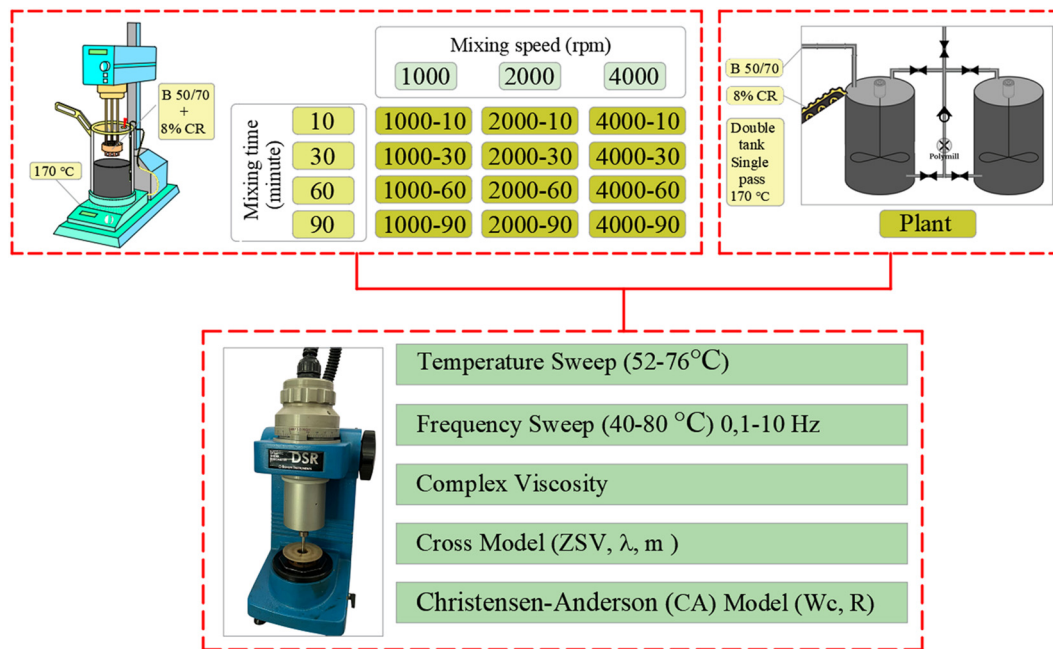 B 50/70
+
8% CR
170 °C
Mixing speed (rpm)
1000 2000 4000
Mixing time
(minute)
10 1000-10 2000-10 4000-10
30 1000-30 2000-30 4000-30
60 1000-60 2000-60 4000-60
90 1000-90 2000-90 4000-90
B 50/70
8% CR
Double
tank
Single
pass
170 °C
Polymill
Plant
DSR
Temperature Sweep (52-76°C)
Frequency Sweep (40-80 °C) 0,1-10 Hz
Complex Viscosity
Cross Model (ZSV, λ, m )
Christensen-Anderson (CA) Model (Wc, R)